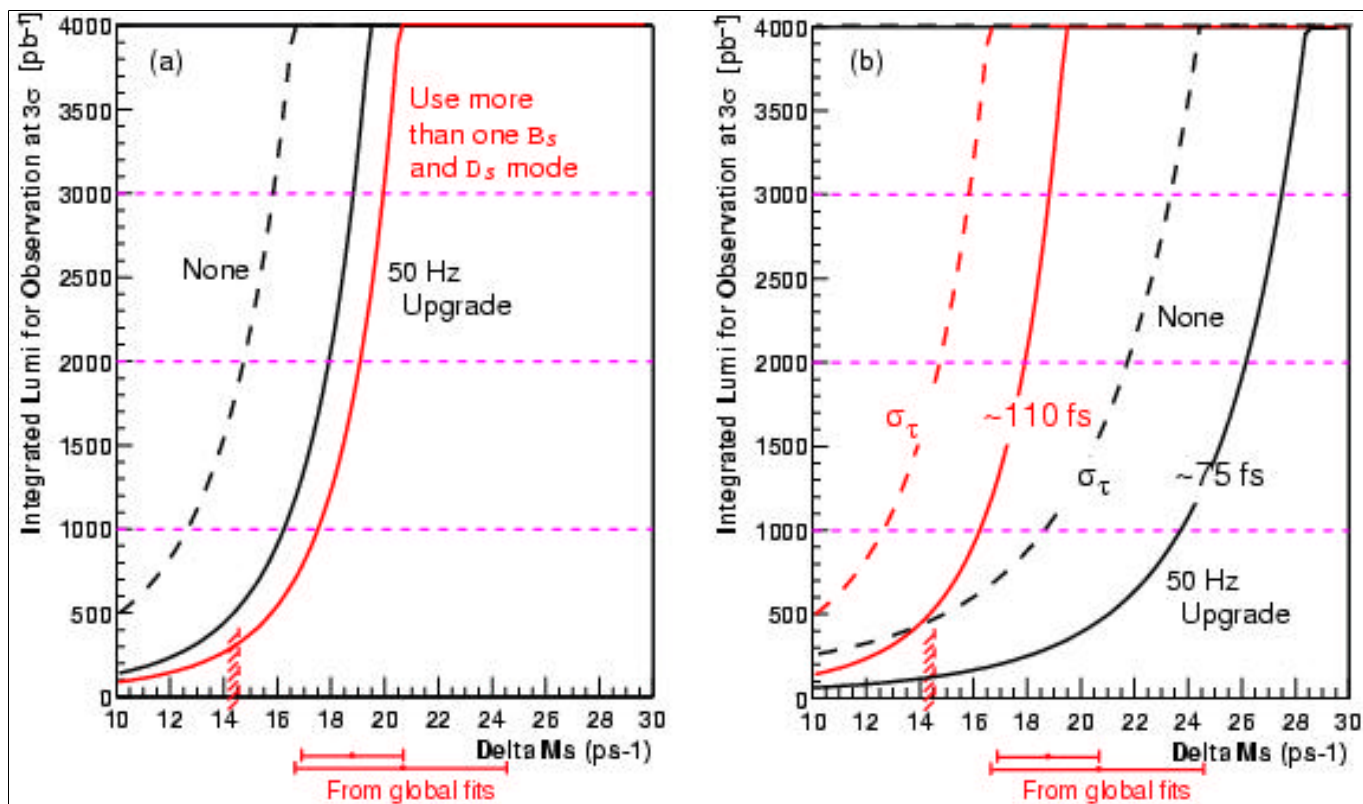 Integrated Lumi for Observation at 3σ [pb⁻¹]
4000
3500
3000
2500
2000
1500
1000
500
0
(a)
Use more
than one Bs
and Ds mode
None
50 Hz
Upgrade
10 12 14 16 18 20 22 24 26 28 30
Delta Ms (ps-1)
From global fits
Integrated Lumi for Observation at 3σ [pb⁻¹]
4000
3500
3000
2500
2000
1500
1000
500
0
(b)
None
στ
~110 fs
στ
~75 fs
50 Hz
Upgrade
10 12 14 16 18 20 22 24 26 28 30
Delta Ms (ps-1)
From global fits